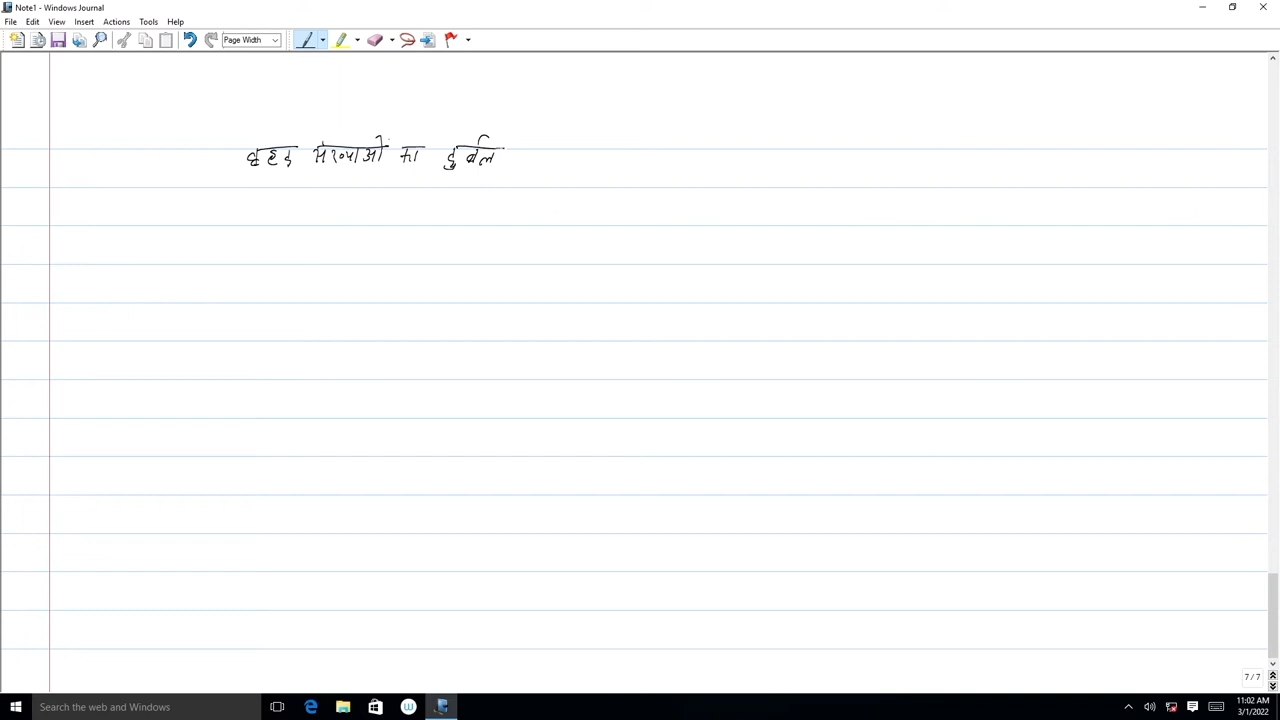 Note1 - Windows Journal
File Edit View Insert Actions Tools Help
Page Width
वृहद संख्याओं का दुर्बल
7 / 7
Search the web and Windows
11:02 AM
3/1/2022